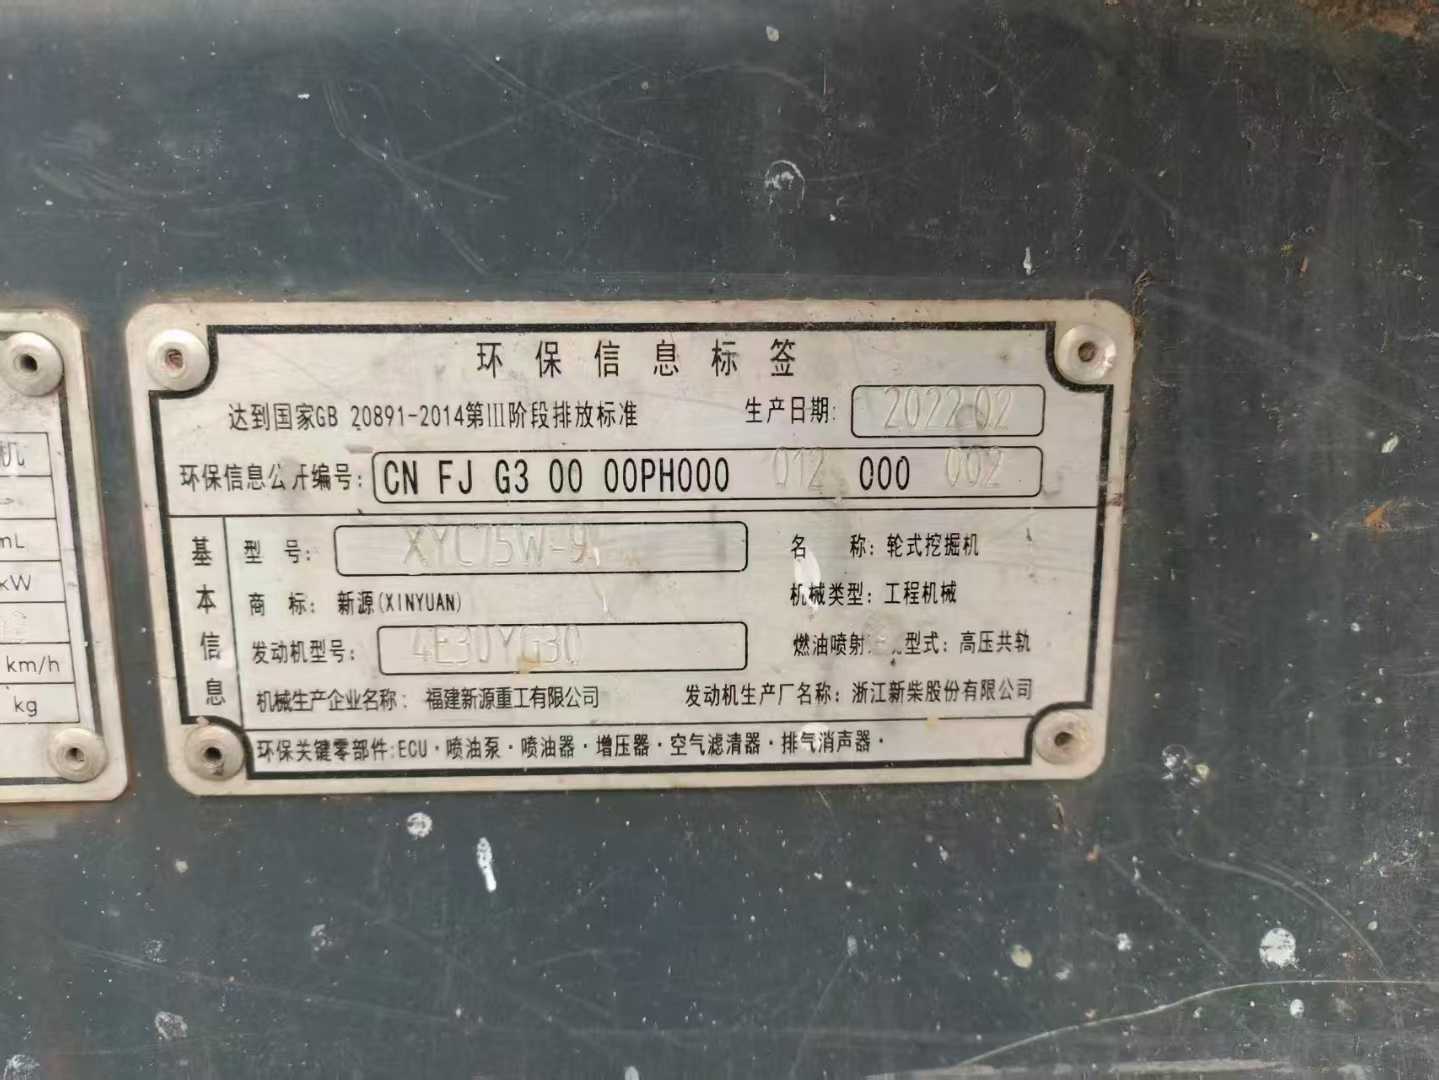 环保信息标签
达到国家GB 20891-2014第III阶段排放标准 生产日期: 2022 02
环保信息公开编号: CN FJ G3 00 00PH000 012 000 002
基本信息
型 号: XYC75W-9 名 称: 轮式挖掘机
商 标: 新源(XINYUAN) 机械类型: 工程机械
发动机型号: 4E30YG30 燃油喷射 型式: 高压共轨
机械生产企业名称: 福建新源重工有限公司 发动机生产厂名称: 浙江新柴股份有限公司
环保关键零部件:ECU·喷油泵·喷油器·增压器·空气滤清器·排气消声器·
机
mL
kW
km/h
kg